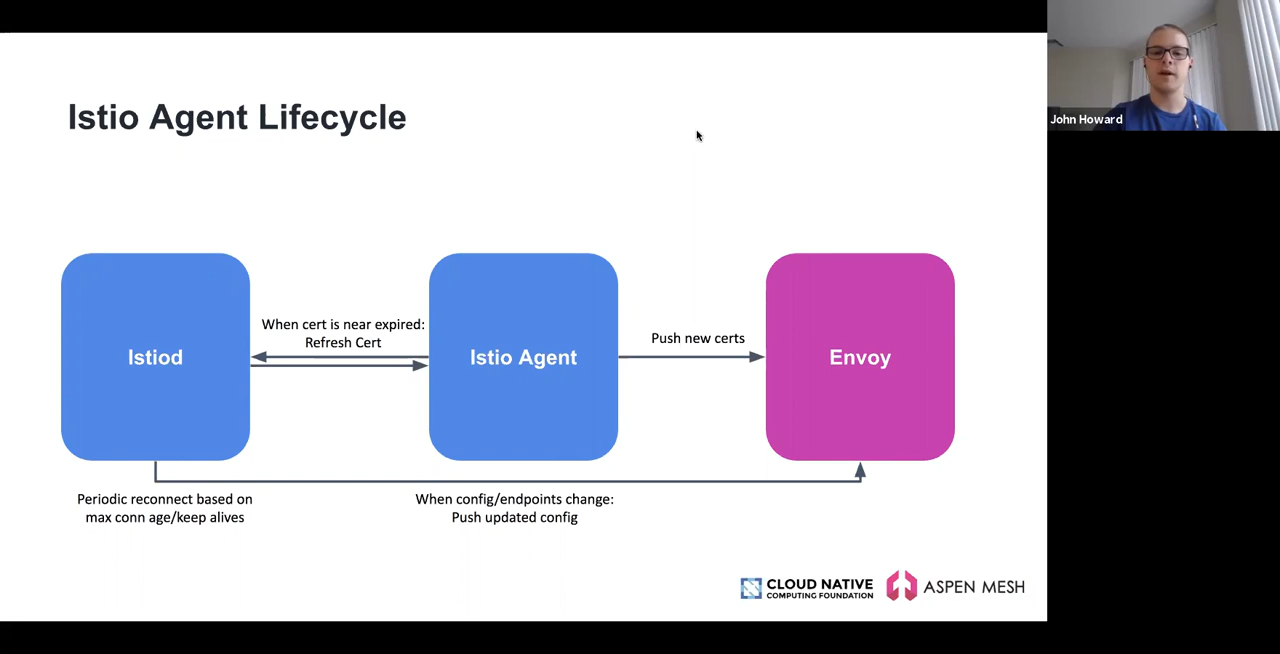 Istio Agent Lifecycle
John Howard
When cert is near expired:
Refresh Cert
Push new certs
Istiod
Istio Agent
Envoy
Periodic reconnect based on
max conn age/keep alives
When config/endpoints change:
Push updated config
CLOUD NATIVE
COMPUTING FOUNDATION
ASPEN MESH